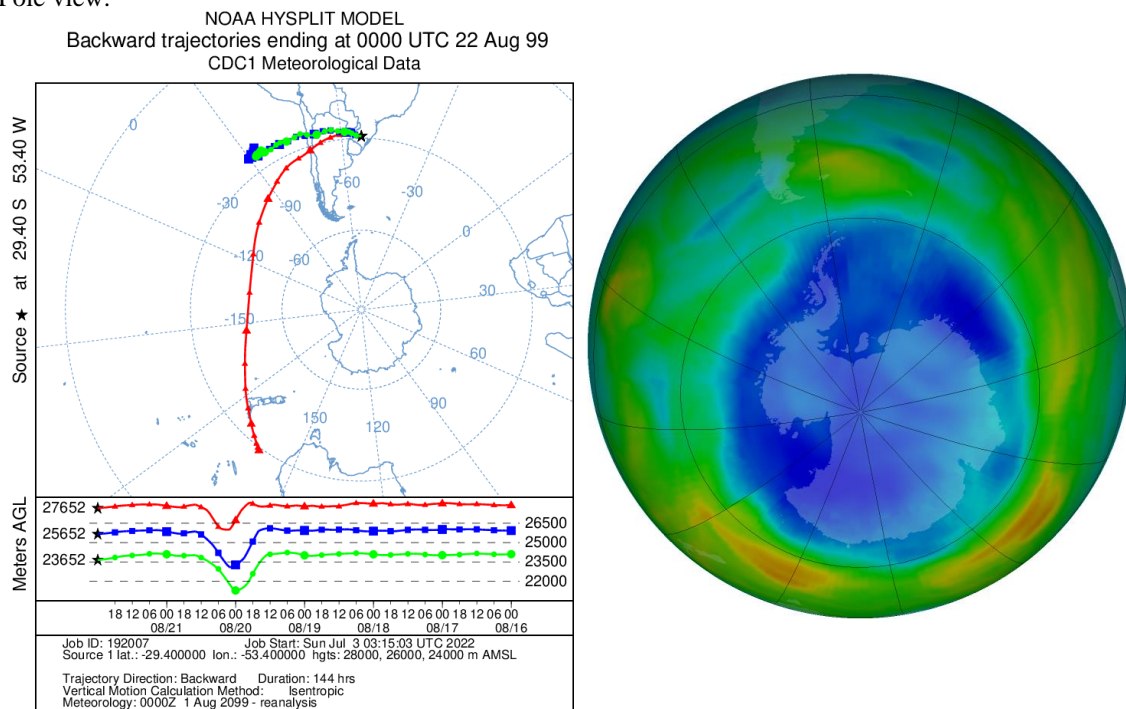 Pole view:
NOAA HYSPLIT MODEL
Backward trajectories ending at 0000 UTC 22 Aug 99
CDC1 Meteorological Data
Source ★ at 29.40 S 53.40 W
0
-30
-60
-90
-30
-120
-60
0
30
-150
60
90
150
120
Meters AGL
27652
25652
23652
26500
25000
23500
22000
18 12 06 00 18 12 06 00 18 12 06 00 18 12 06 00 18 12 06 00 18 12 06 00
08/21 08/20 08/19 08/18 08/17 08/16
Job ID: 192007 Job Start: Sun Jul 3 03:15:03 UTC 2022
Source 1 lat.: -29.400000 lon.: -53.400000 hgts: 28000, 26000, 24000 m AMSL
Trajectory Direction: Backward Duration: 144 hrs
Vertical Motion Calculation Method: Isentropic
Meteorology: 0000Z 1 Aug 2099 - reanalysis